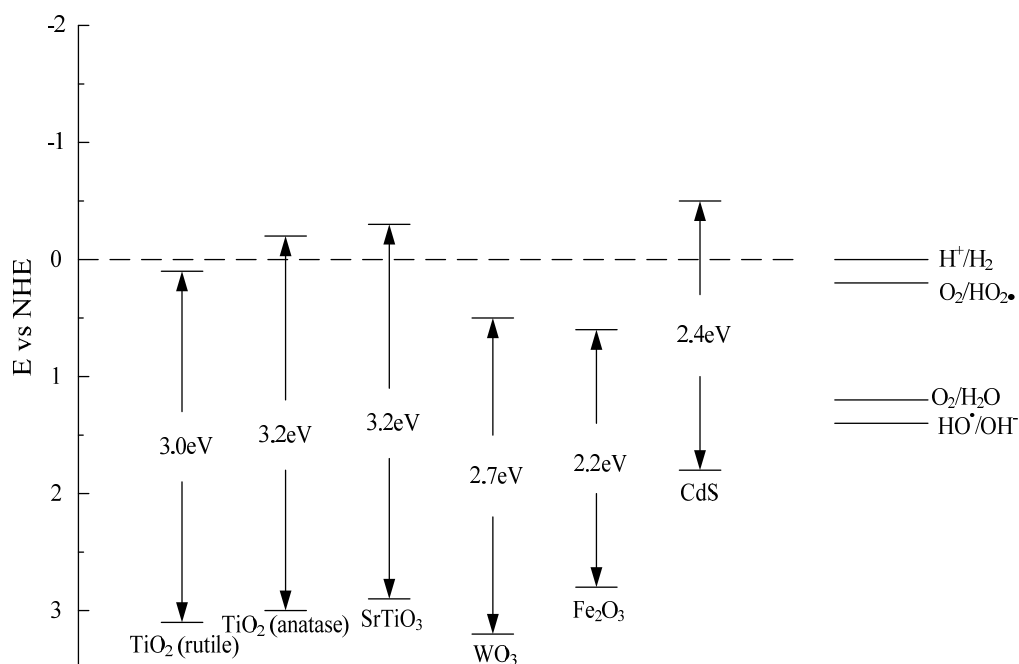 -2
-1
0
1
2
3
E vs NHE
3.0eV
TiO₂ (rutile)
3.2eV
TiO₂ (anatase)
3.2eV
SrTiO₃
2.7eV
WO₃
2.2eV
Fe₂O₃
2.4eV
CdS
H⁺/H₂
O₂/HO₂•
O₂/H₂O
HO•/OH⁻